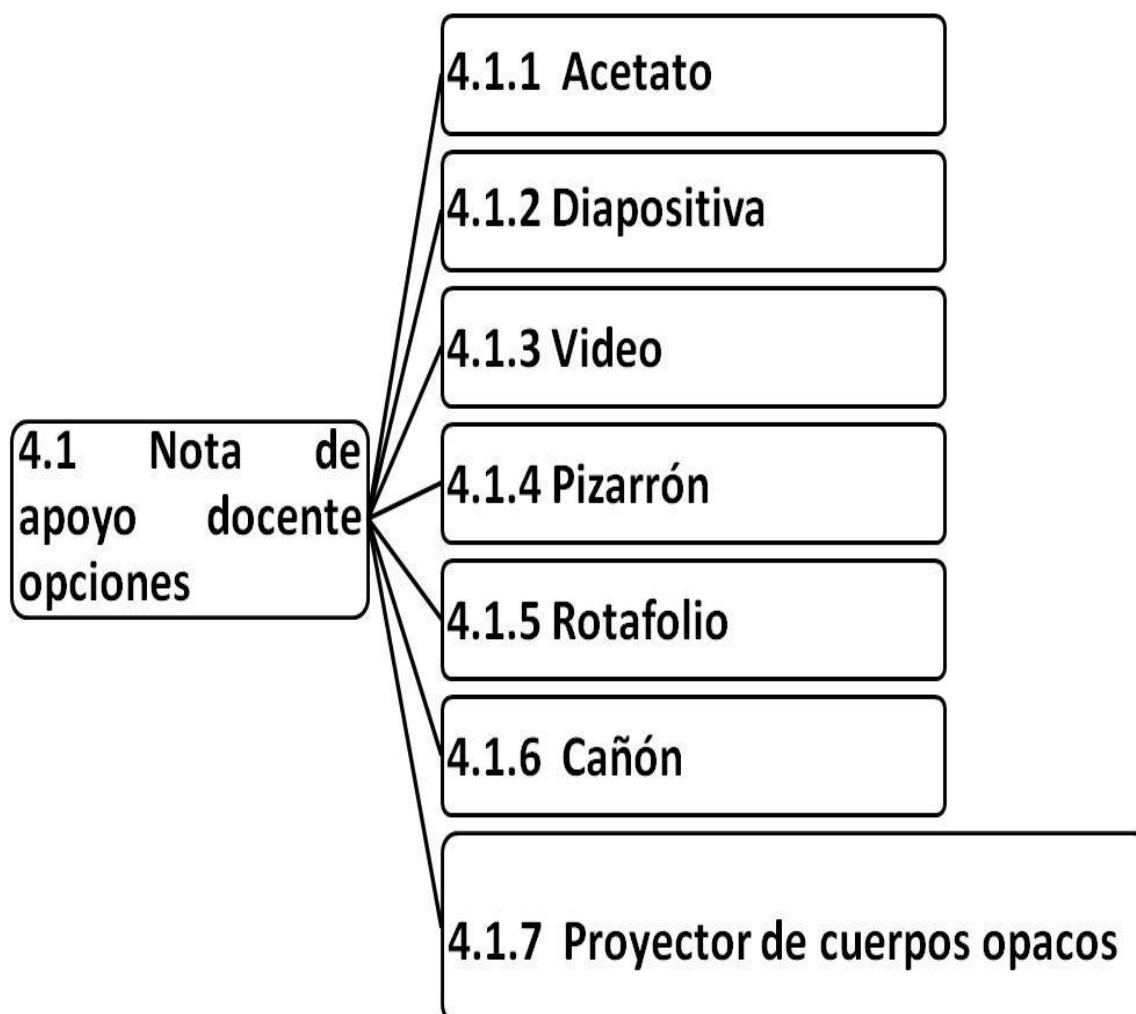 4.1.1 Acetato
4.1.2 Diapositiva
4.1.3 Video
4.1 Nota de
apoyo docente
opciones
4.1.4 Pizarrón
4.1.5 Rotafolio
4.1.6 Cañón
4.1.7 Proyector de cuerpos opacos